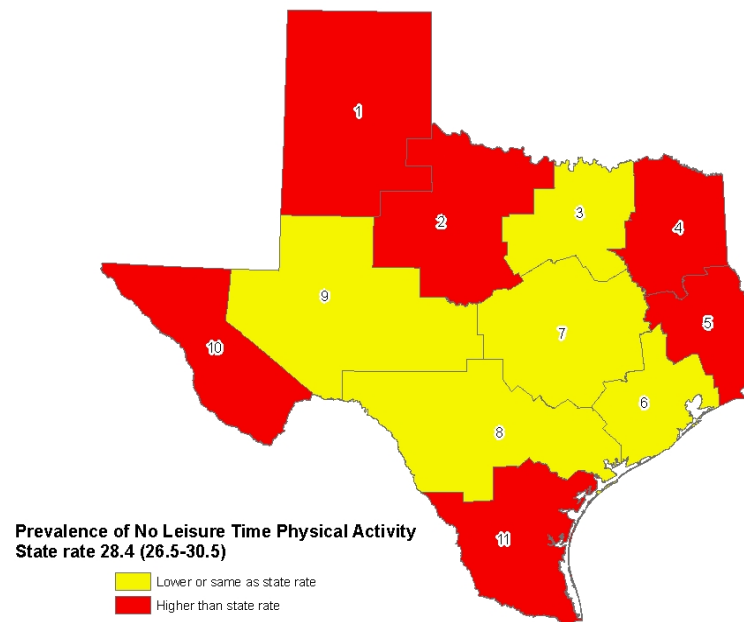 1
2
3
4
9
5
7
10
6
8
11
Prevalence of No Leisure Time Physical Activity
State rate 28.4 (26.5-30.5)
Lower or same as state rate
Higher than state rate